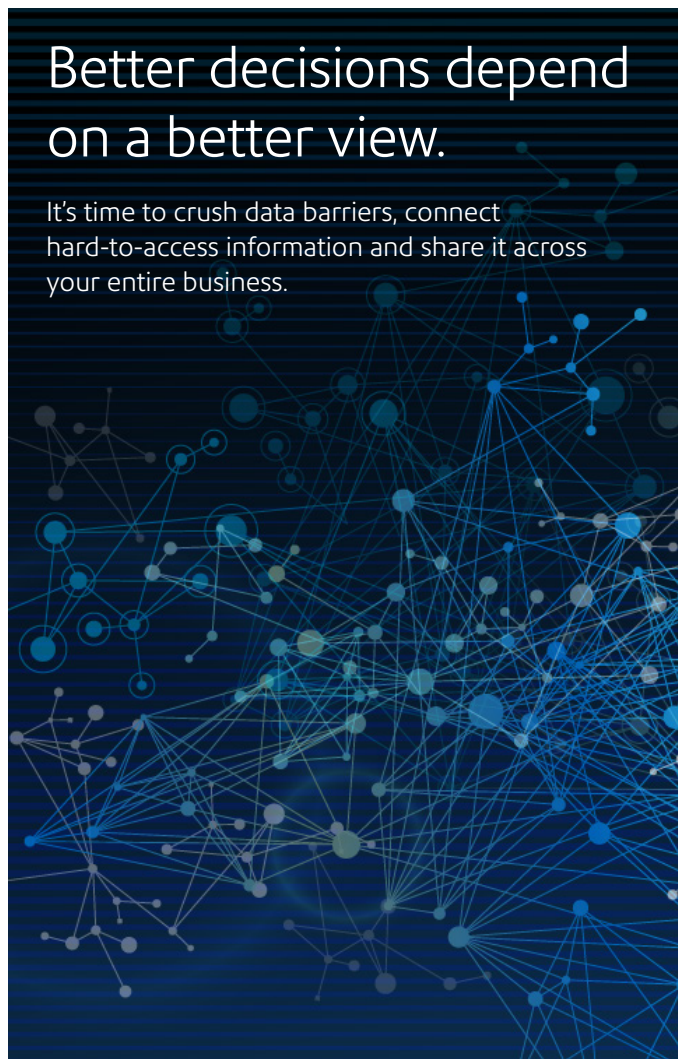 Better decisions depend
on a better view.
It’s time to crush data barriers, connect
hard-to-access information and share it across
your entire business.